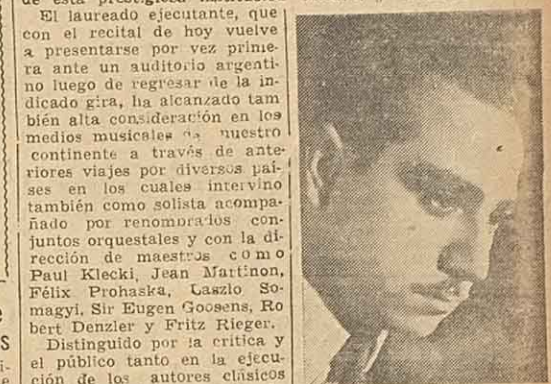 de esta prestigiosa
El laureado ejecutante, que
con el recital de hoy vuelve
a presentarse por vez prime-
ra ante un auditorio argenti-
no luego de regresar de la in-
dicado gira, ha alcanzado tam
bién alta consideración en los
medios musicales de nuestro
continente a través de ante-
riores viajes por diversos paí-
ses en los cuales intervino
también como solista acompa-
ñado por renombrados con-
juntos orquestales y con la di-
rección de maestros como
Paul Klecki, Jean Martinon,
Félix Prohaska, Laszlo So-
magyi, Sir Eugen Goosens, Ro
bert Denzler y Fritz Rieger.
Distinguido por la crítica y
el público tanto en la ejecu-
ción de los autores clásicos